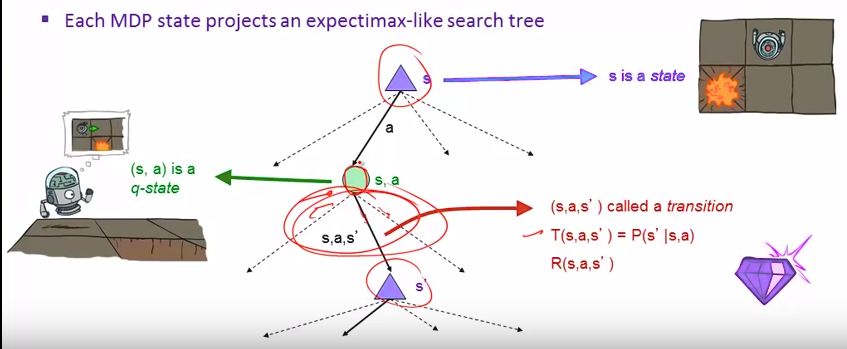 Each MDP state projects an expectimax-like search tree
s
s is a state
a
(s, a) is a
q-state
s, a
s,a,s'
(s,a,s') called a transition
T(s,a,s') = P(s'|s,a)
R(s,a,s')
s'